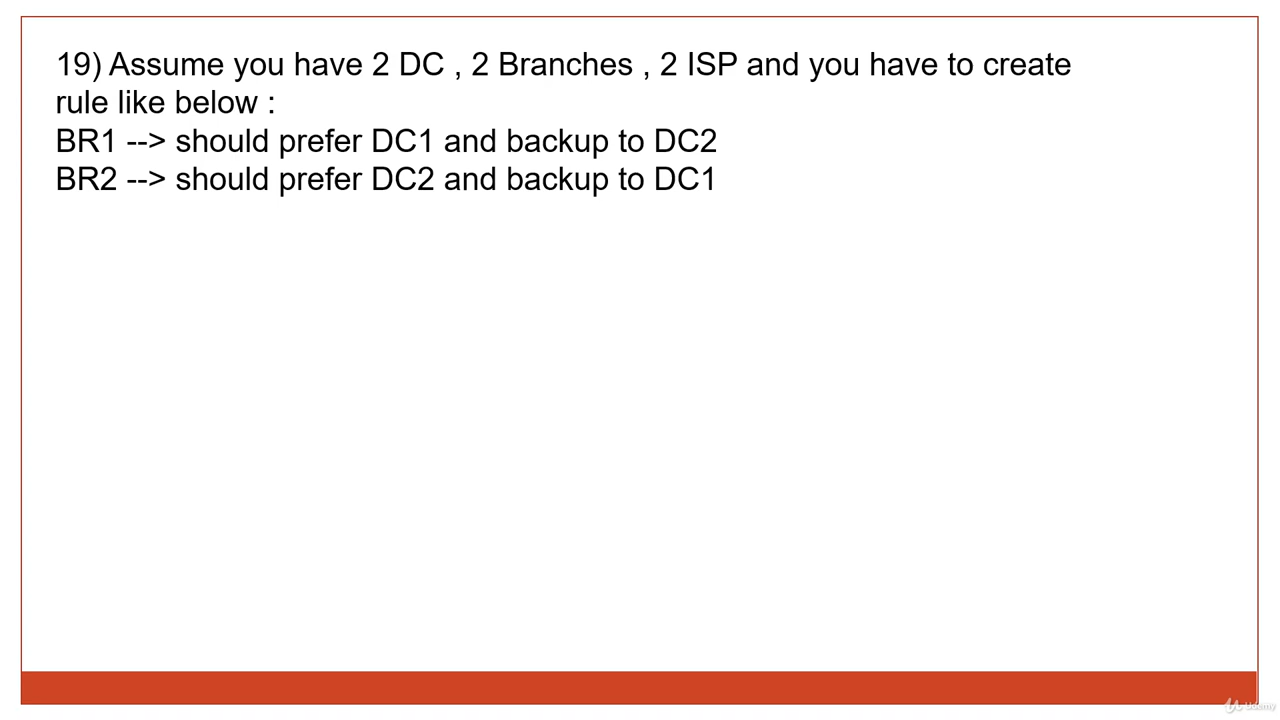 19) Assume you have 2 DC , 2 Branches , 2 ISP and you have to create
rule like below :
BR1 --> should prefer DC1 and backup to DC2
BR2 --> should prefer DC2 and backup to DC1
Udemy